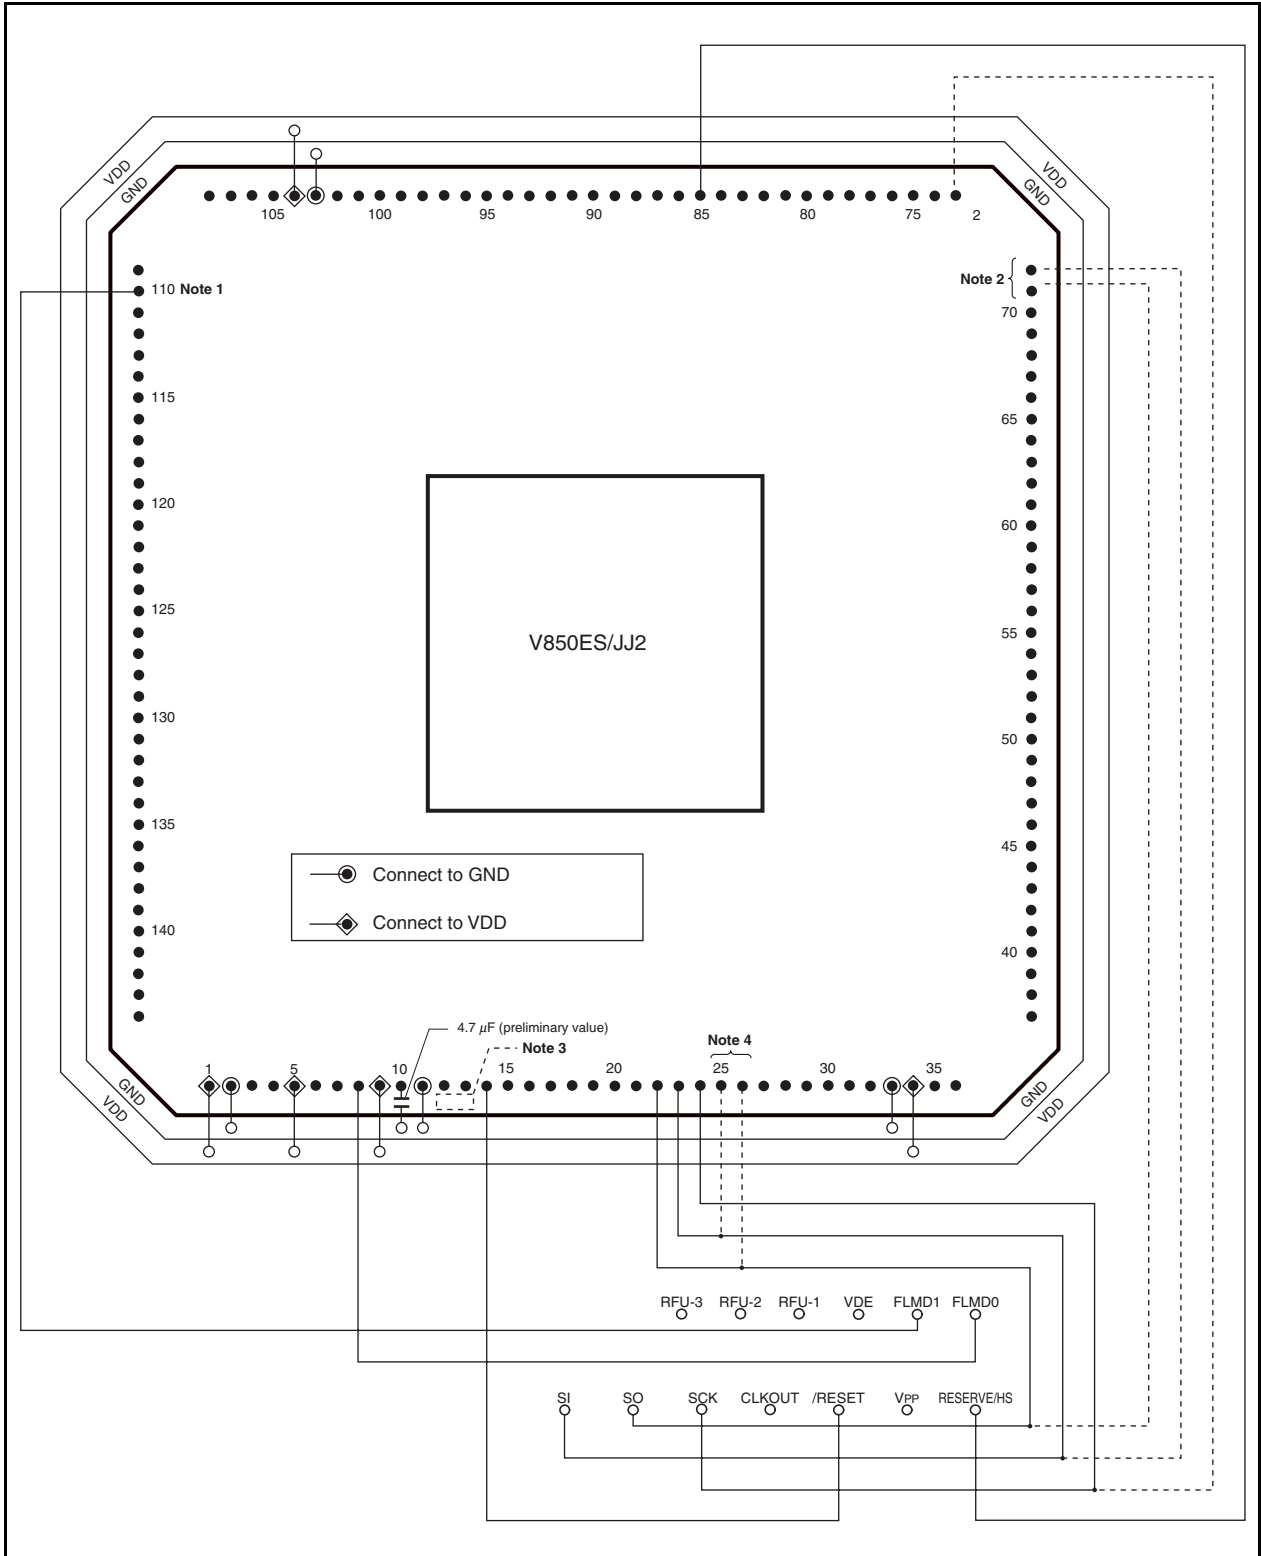 VDD
GND
VDD
GND
105
100
95
90
85
80
75
2
110 Note 1
Note 2
70
115
65
120
60
125
V850ES/JJ2
55
130
50
135
45
Connect to GND
Connect to VDD
140
40
4.7 μF (preliminary value)
Note 3
Note 4
1
5
10
15
20
25
30
35
GND
VDD
GND
VDD
RFU-3 RFU-2 RFU-1 VDE FLMD1 FLMD0
SI SO SCK CLKOUT /RESET VPP RESERVE/HS